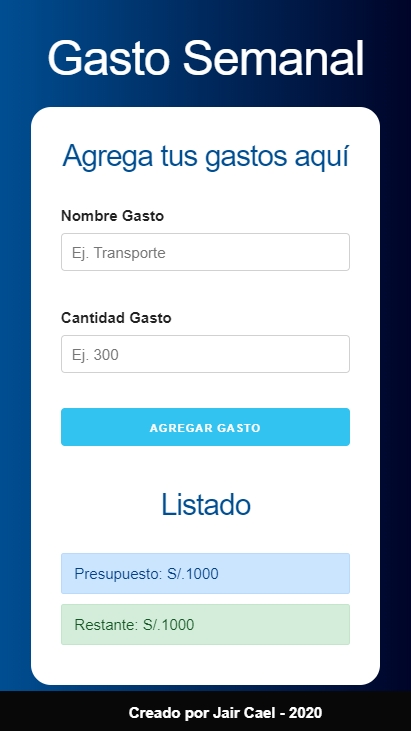 Gasto Semanal
Agrega tus gastos aquí
Nombre Gasto
Ej. Transporte
Cantidad Gasto
Ej. 300
AGREGAR GASTO
Listado
Presupuesto: S/.1000
Restante: S/.1000
Creado por Jair Cael - 2020